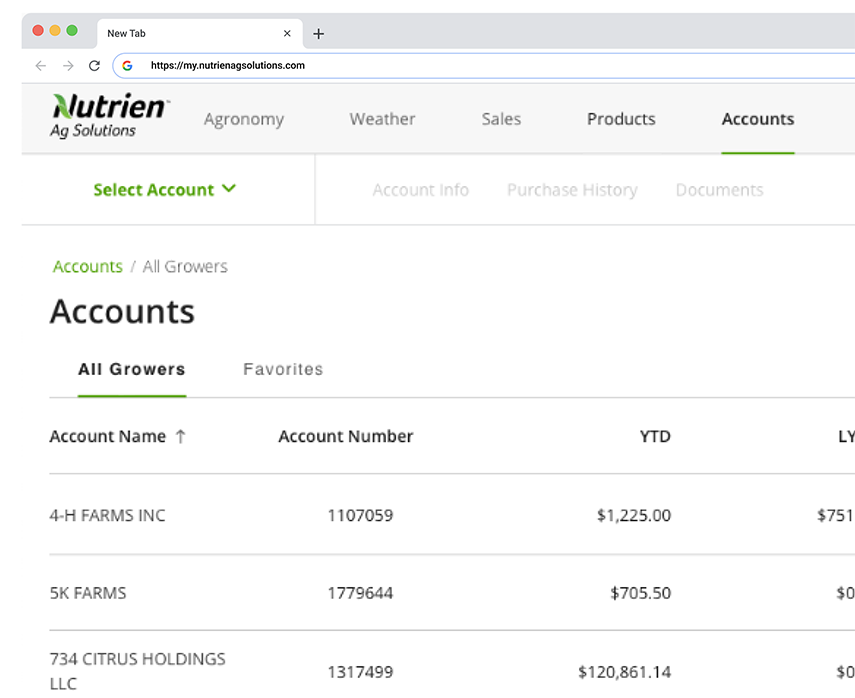 New Tab
https://my.nutrienagsolutions.com
Nutrien™
Ag Solutions
Agronomy Weather Sales Products Accounts
Select Account Account Info Purchase History Documents
Accounts / All Growers
Accounts
All Growers Favorites
Account Name ↑ Account Number YTD LY
4-H FARMS INC 1107059 $1,225.00 $751
5K FARMS 1779644 $705.50 $0
734 CITRUS HOLDINGS
LLC 1317499 $120,861.14 $0